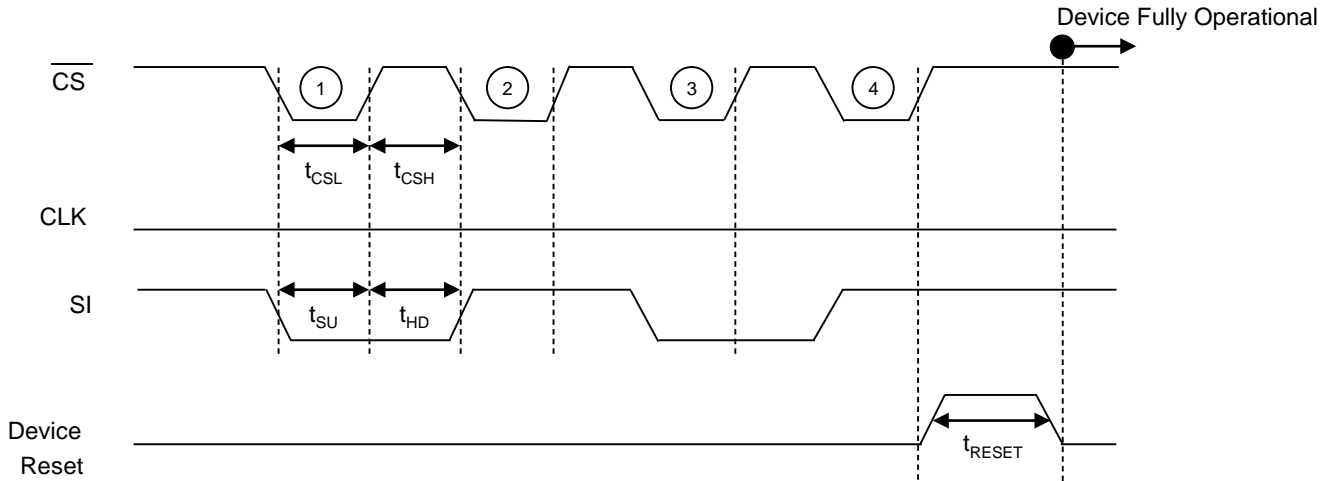 Device Fully Operational
CS
1
2
3
4
tCSL
tCSH
CLK
SI
tSU
tHD
Device
Reset
tRESET